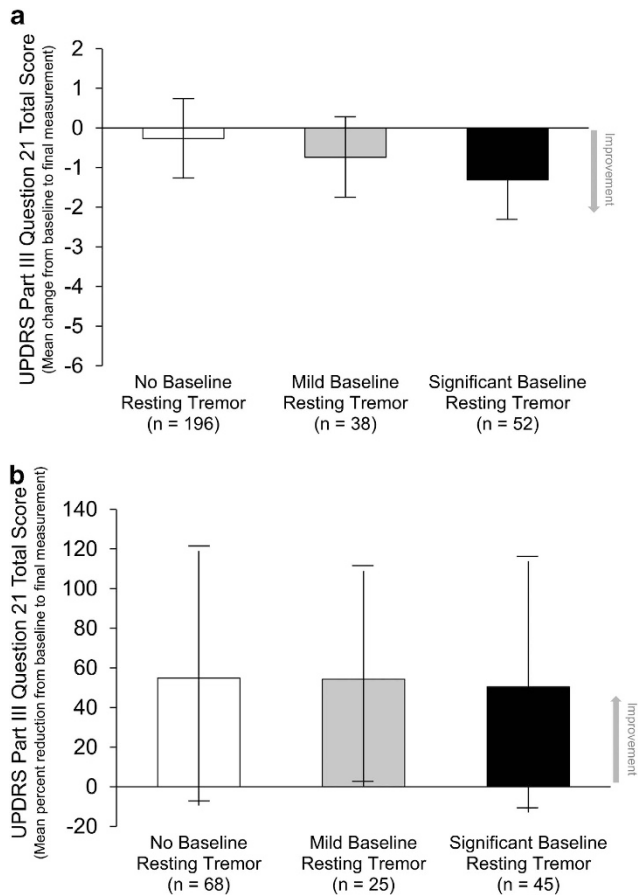 a
UPDRS Part III Question 21 Total Score
(Mean change from baseline to final measurement)
2
1
0
-1
-2
-3
-4
-5
-6
Improvement
No Baseline
Resting Tremor
(n = 196)
Mild Baseline
Resting Tremor
(n = 38)
Significant Baseline
Resting Tremor
(n = 52)
b
UPDRS Part III Question 21 Total Score
(Mean percent reduction from baseline to final measurement)
140
120
100
80
60
40
20
0
-20
Improvement
No Baseline
Resting Tremor
(n = 68)
Mild Baseline
Resting Tremor
(n = 25)
Significant Baseline
Resting Tremor
(n = 45)